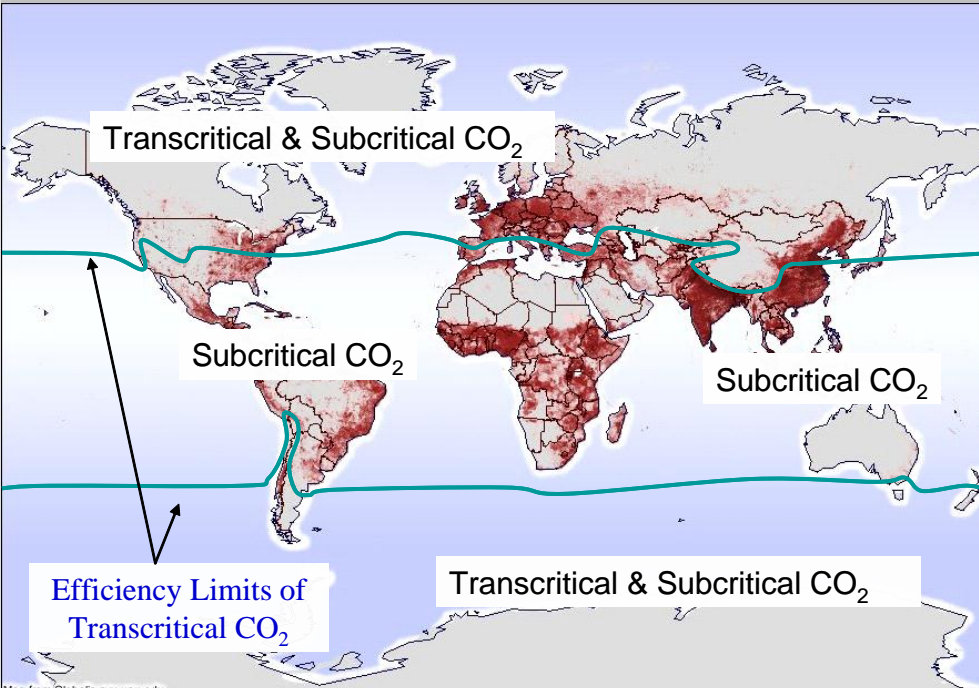 Transcritical & Subcritical CO₂
Subcritical CO₂
Subcritical CO₂
Efficiency Limits of
Transcritical CO₂
Transcritical & Subcritical CO₂